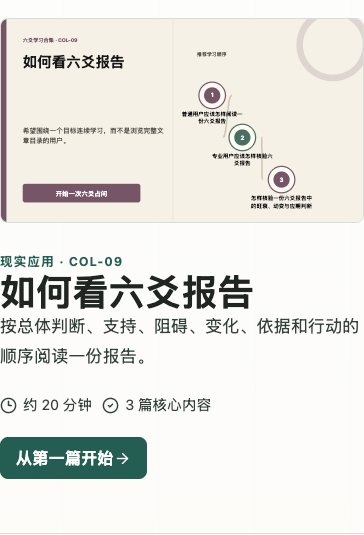 六爻学习合集 · COL-09
如何看六爻报告
希望围绕一个目标连续学习，而不是浏览完整文
章目录的用户。
开始一次六爻占问
推荐学习顺序
1
普通用户应该怎样阅读一
份六爻报告
2
专业用户应该怎样核验六
爻报告
3
怎样核验一份六爻报告中
的旺衰、动变与应期判断
现实应用 · COL-09
如何看六爻报告
按总体判断、支持、阻碍、变化、依据和行动的
顺序阅读一份报告。
约 20 分钟 3 篇核心内容
从第一篇开始→